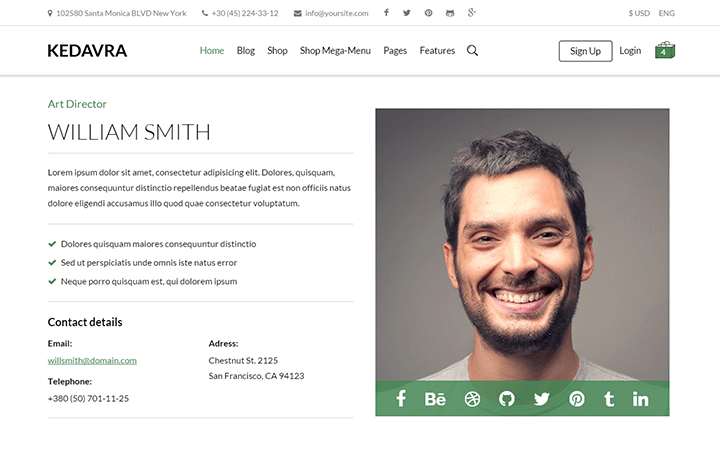 102580 Santa Monica BLVD New York +30 (45) 224-33-12 info@yoursite.com $ USD ENG
KEDAVRA Home Blog Shop Shop Mega-Menu Pages Features Sign Up Login 4
Art Director
WILLIAM SMITH
Lorem ipsum dolor sit amet, consectetur adipisicing elit. Dolores, quisquam,
maiores consequuntur distinctio repellendus beatae fugiat est non officiis natus
dolore eligendi accusamus illo quod quae consectetur voluptatum.
Dolores quisquam maiores consequuntur distinctio
Sed ut perspiciatis unde omnis iste natus error
Neque porro quisquam est, qui dolorem ipsum
Contact details
Email:
willsmith@domain.com
Telephone:
+380 (50) 701-11-25
Adress:
Chestnut St. 2125
San Francisco, CA 94123